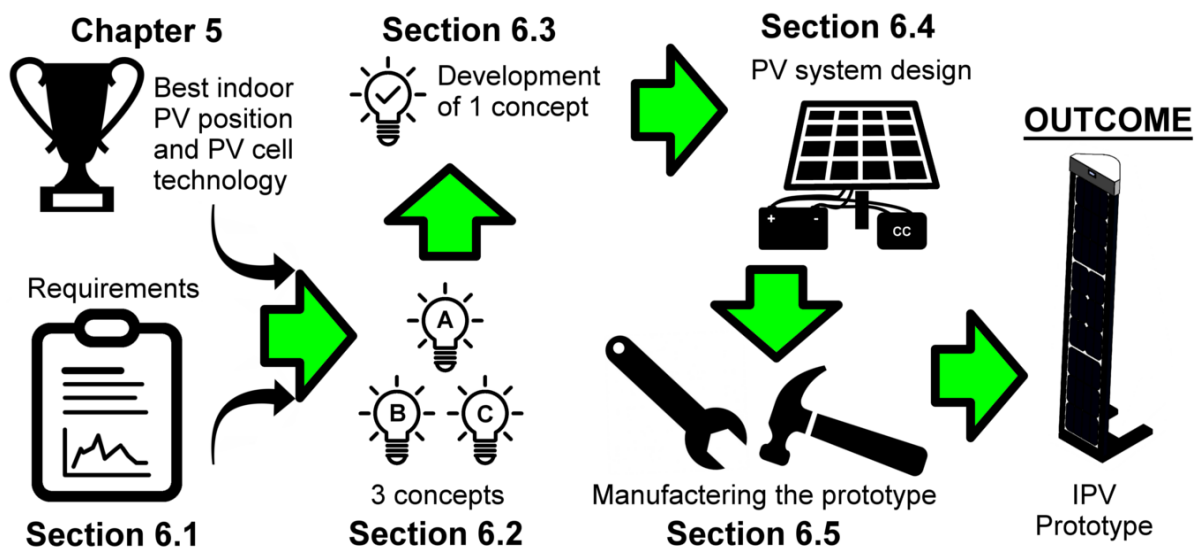 Chapter 5
Best indoor
PV position
and PV cell
technology
Requirements
Section 6.1
Section 6.3
Development
of 1 concept
A
B
C
3 concepts
Section 6.2
Section 6.4
PV system design
+
-
CC
Manufactering the prototype
Section 6.5
OUTCOME
IPV
Prototype